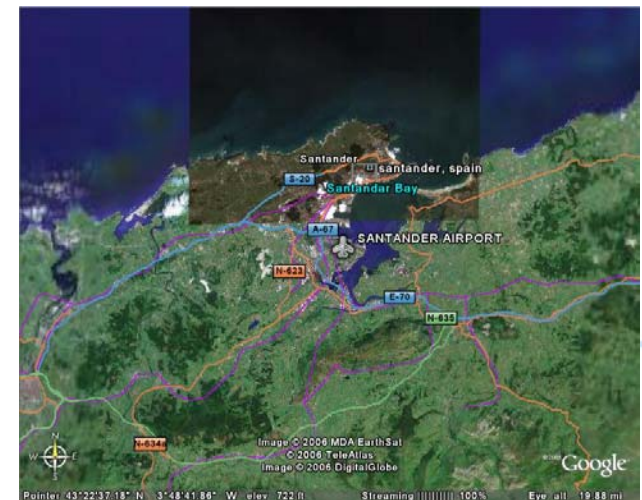 Santander
santander, spain
S-20
Santandar Bay
A-67
SANTANDER AIRPORT
N-623
E-70
N-635
N-634a
N
W E
S
Image © 2006 MDA EarthSat
© 2006 TeleAtlas
Image © 2006 DigitalGlobe
Google
Pointer 43°22'37.18" N 3°48'41.86" W elev 722 ft Streaming ||||||||| 100% Eye alt 19.88 mi